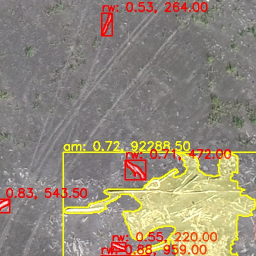 rw: 0.53, 264.00
am: 0.72, 92288.50
rw: 0.71, 472.00
0.83, 543.50
rw: 0.55, 220.00
rw: 0.88, 959.00